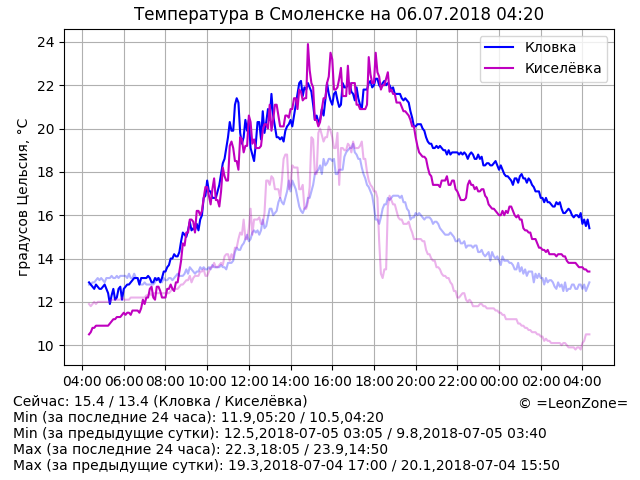 Температура в Смоленске на 06.07.2018 04:20
Кловка
Киселёвка
градусов Цельсия, °C
24
22
20
18
16
14
12
10
04:00 06:00 08:00 10:00 12:00 14:00 16:00 18:00 20:00 22:00 00:00 02:00 04:00
Сейчас: 15.4 / 13.4 (Кловка / Киселёвка)
© =LeonZone=
Min (за последние 24 часа): 11.9,05:20 / 10.5,04:20
Min (за предыдущие сутки): 12.5,2018-07-05 03:05 / 9.8,2018-07-05 03:40
Max (за последние 24 часа): 22.3,18:05 / 23.9,14:50
Max (за предыдущие сутки): 19.3,2018-07-04 17:00 / 20.1,2018-07-04 15:50